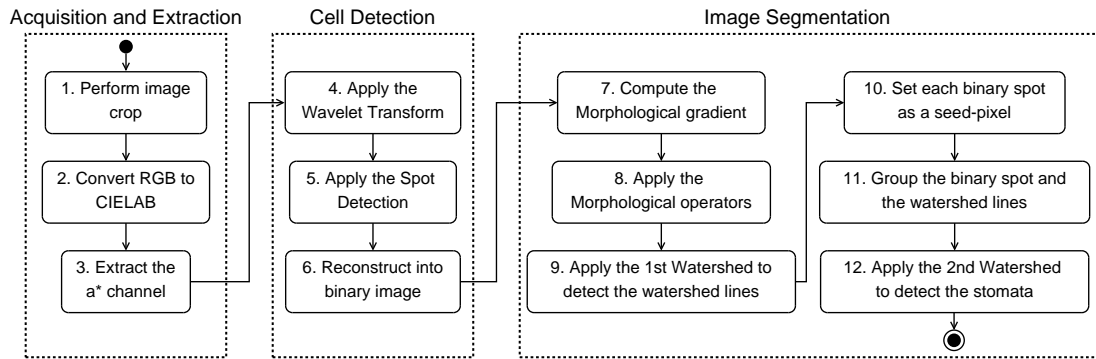 Acquisition and Extraction
1. Perform image
crop
2. Convert RGB to
CIELAB
3. Extract the
a* channel
Cell Detection
4. Apply the
Wavelet Transform
5. Apply the Spot
Detection
6. Reconstruct into
binary image
Image Segmentation
7. Compute the
Morphological gradient
8. Apply the
Morphological operators
9. Apply the 1st Watershed to
detect the watershed lines
10. Set each binary spot
as a seed-pixel
11. Group the binary spot and
the watershed lines
12. Apply the 2nd Watershed
to detect the stomata